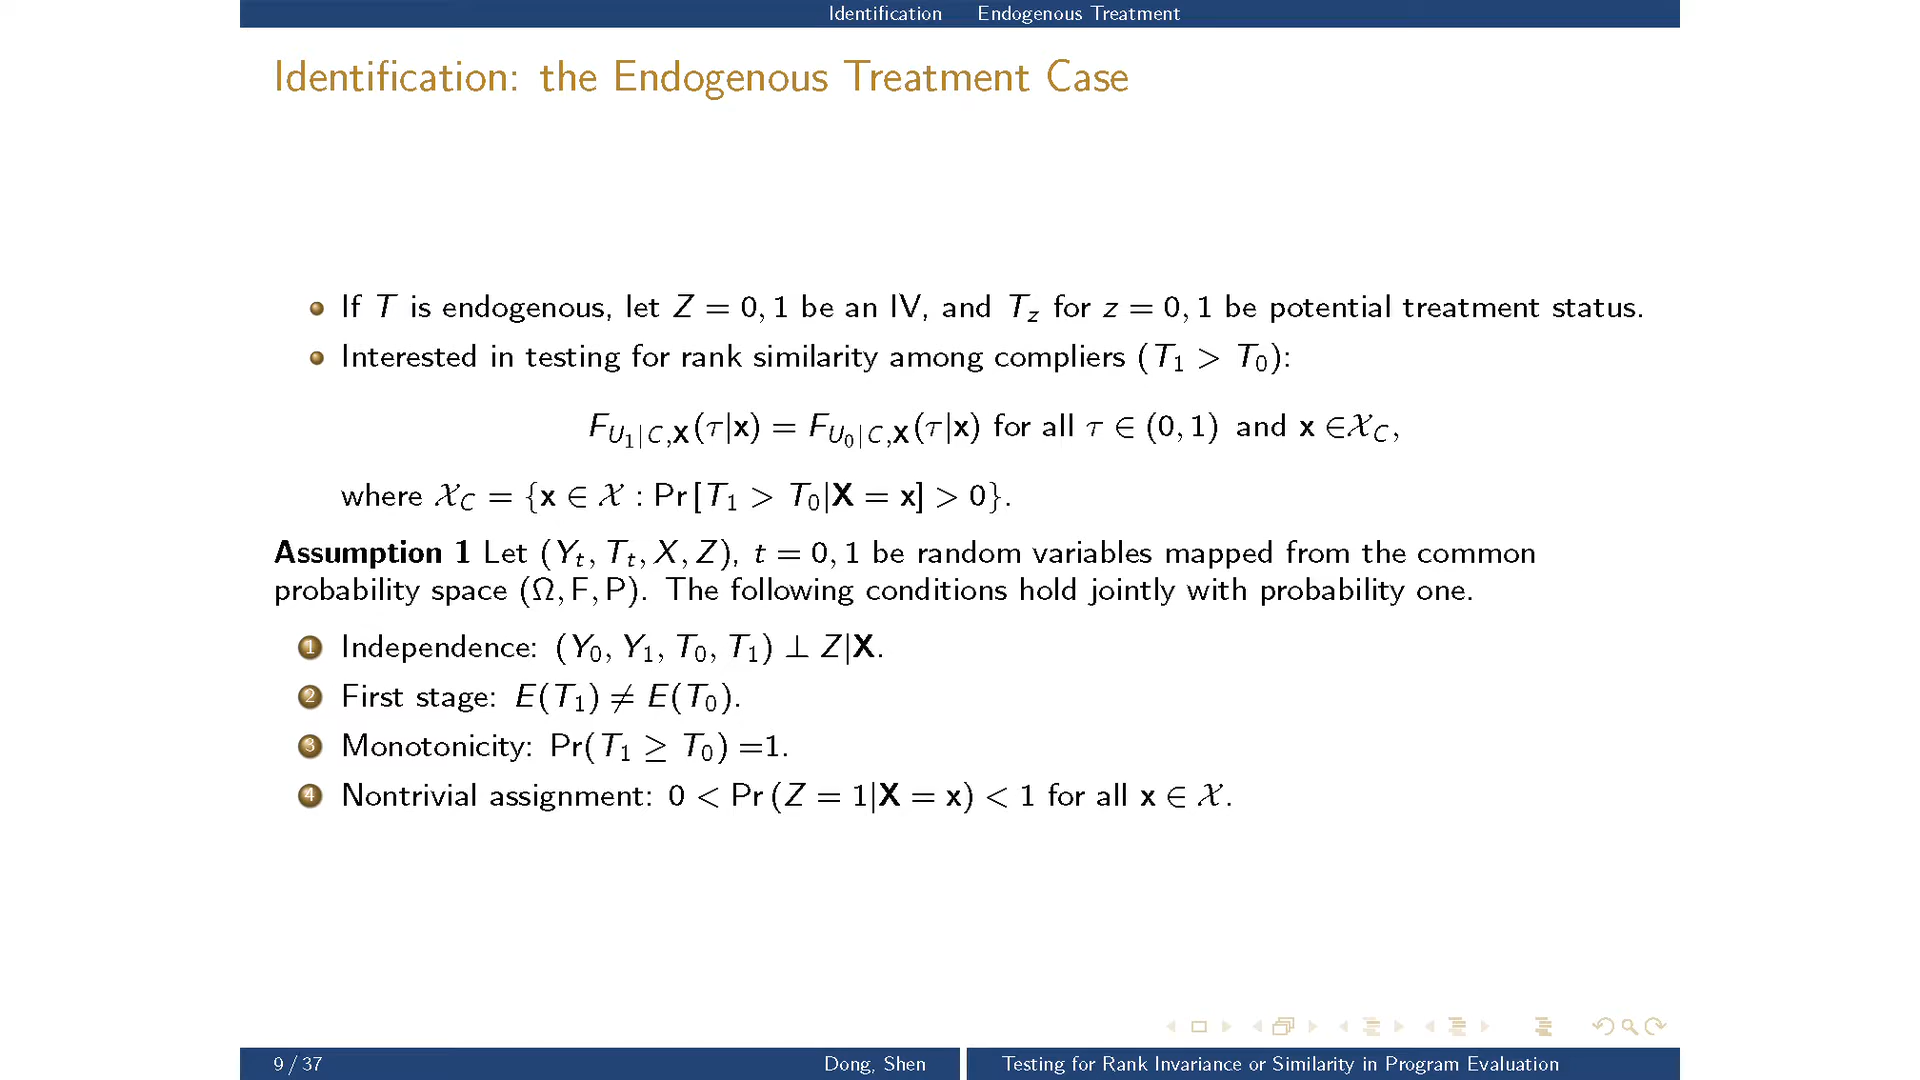 Identification Endogenous Treatment
Identification: the Endogenous Treatment Case
If T is endogenous, let Z = 0, 1 be an IV, and T_z for z = 0, 1 be potential treatment status.
Interested in testing for rank similarity among compliers (T_1 > T_0):
F_{U_1|C,X}(τ|x) = F_{U_0|C,X}(τ|x) for all τ ∈ (0, 1) and x ∈ 𝒳_C,
where 𝒳_C = {x ∈ 𝒳 : Pr [T_1 > T_0|X = x] > 0}.
Assumption 1 Let (Y_t, T_t, X, Z), t = 0, 1 be random variables mapped from the common
probability space (Ω, F, P). The following conditions hold jointly with probability one.
1 Independence: (Y_0, Y_1, T_0, T_1) ⊥ Z|X.
2 First stage: E(T_1) ≠ E(T_0).
3 Monotonicity: Pr(T_1 ≥ T_0) =1.
4 Nontrivial assignment: 0 < Pr (Z = 1|X = x) < 1 for all x ∈ 𝒳.
9 / 37 Dong, Shen Testing for Rank Invariance or Similarity in Program Evaluation